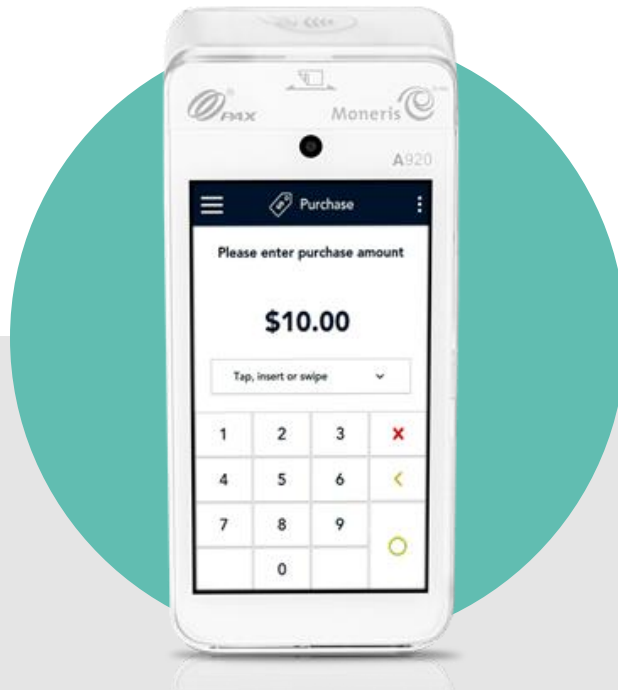 PAX®
Moneris
A920
Purchase
Please enter purchase amount
$10.00
Tap, insert or swipe
1 2 3
4 5 6
7 8 9
0